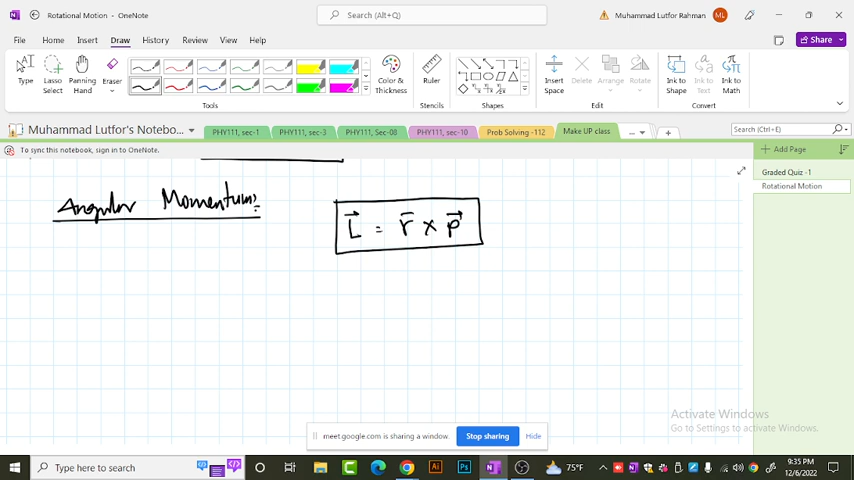 Rotational Motion - OneNote
Search (Alt+Q)
Muhammad Lutfor Rahman
ML
File Home Insert Draw History Review View Help
Share
Type
Lasso Select
Panning Hand
Eraser
Color & Thickness
Ruler
Insert Space
Delete
Arrange
Rotate
Ink to Shape
Ink to Text
Ink to Math
Tools
Stencils
Shapes
Edit
Convert
Muhammad Lutfor's Notebo...
PHY111, sec-1
PHY111, sec-3
PHY111, Sec-08
PHY111, sec-10
Prob Solving -112
Make UP class
Search (Ctrl+E)
To sync this notebook, sign in to OneNote.
Add Page
Graded Quiz -1
Rotational Motion
Angular Momentum:
L⃗ = r̄ × p⃗
Activate Windows
Go to Settings to activate Windows.
meet.google.com is sharing a window.
Stop sharing
Hide
Type here to search
Ai
Ps
75°F
9:35 PM
12/6/2022